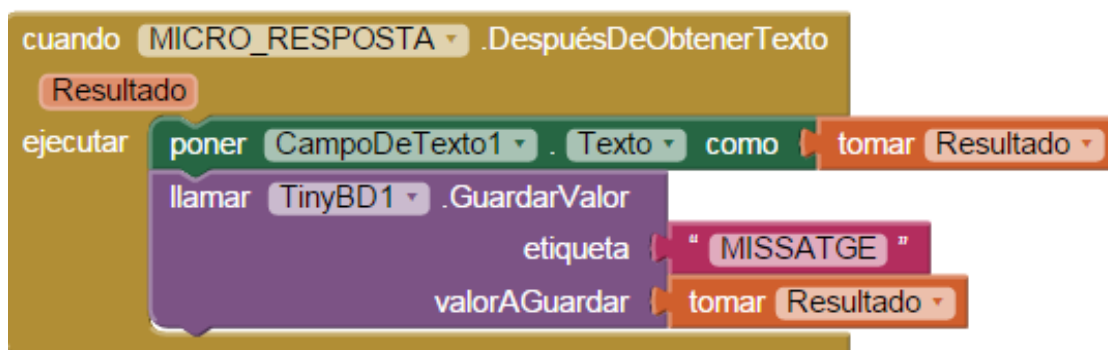 cuando MICRO_RESPOSTA .DespuésDeObtenerTexto
Resultado
ejecutar poner CampoDeTexto1 . Texto como tomar Resultado
llamar TinyBD1 .GuardarValor
etiqueta " MISSATGE "
valorAGuardar tomar Resultado